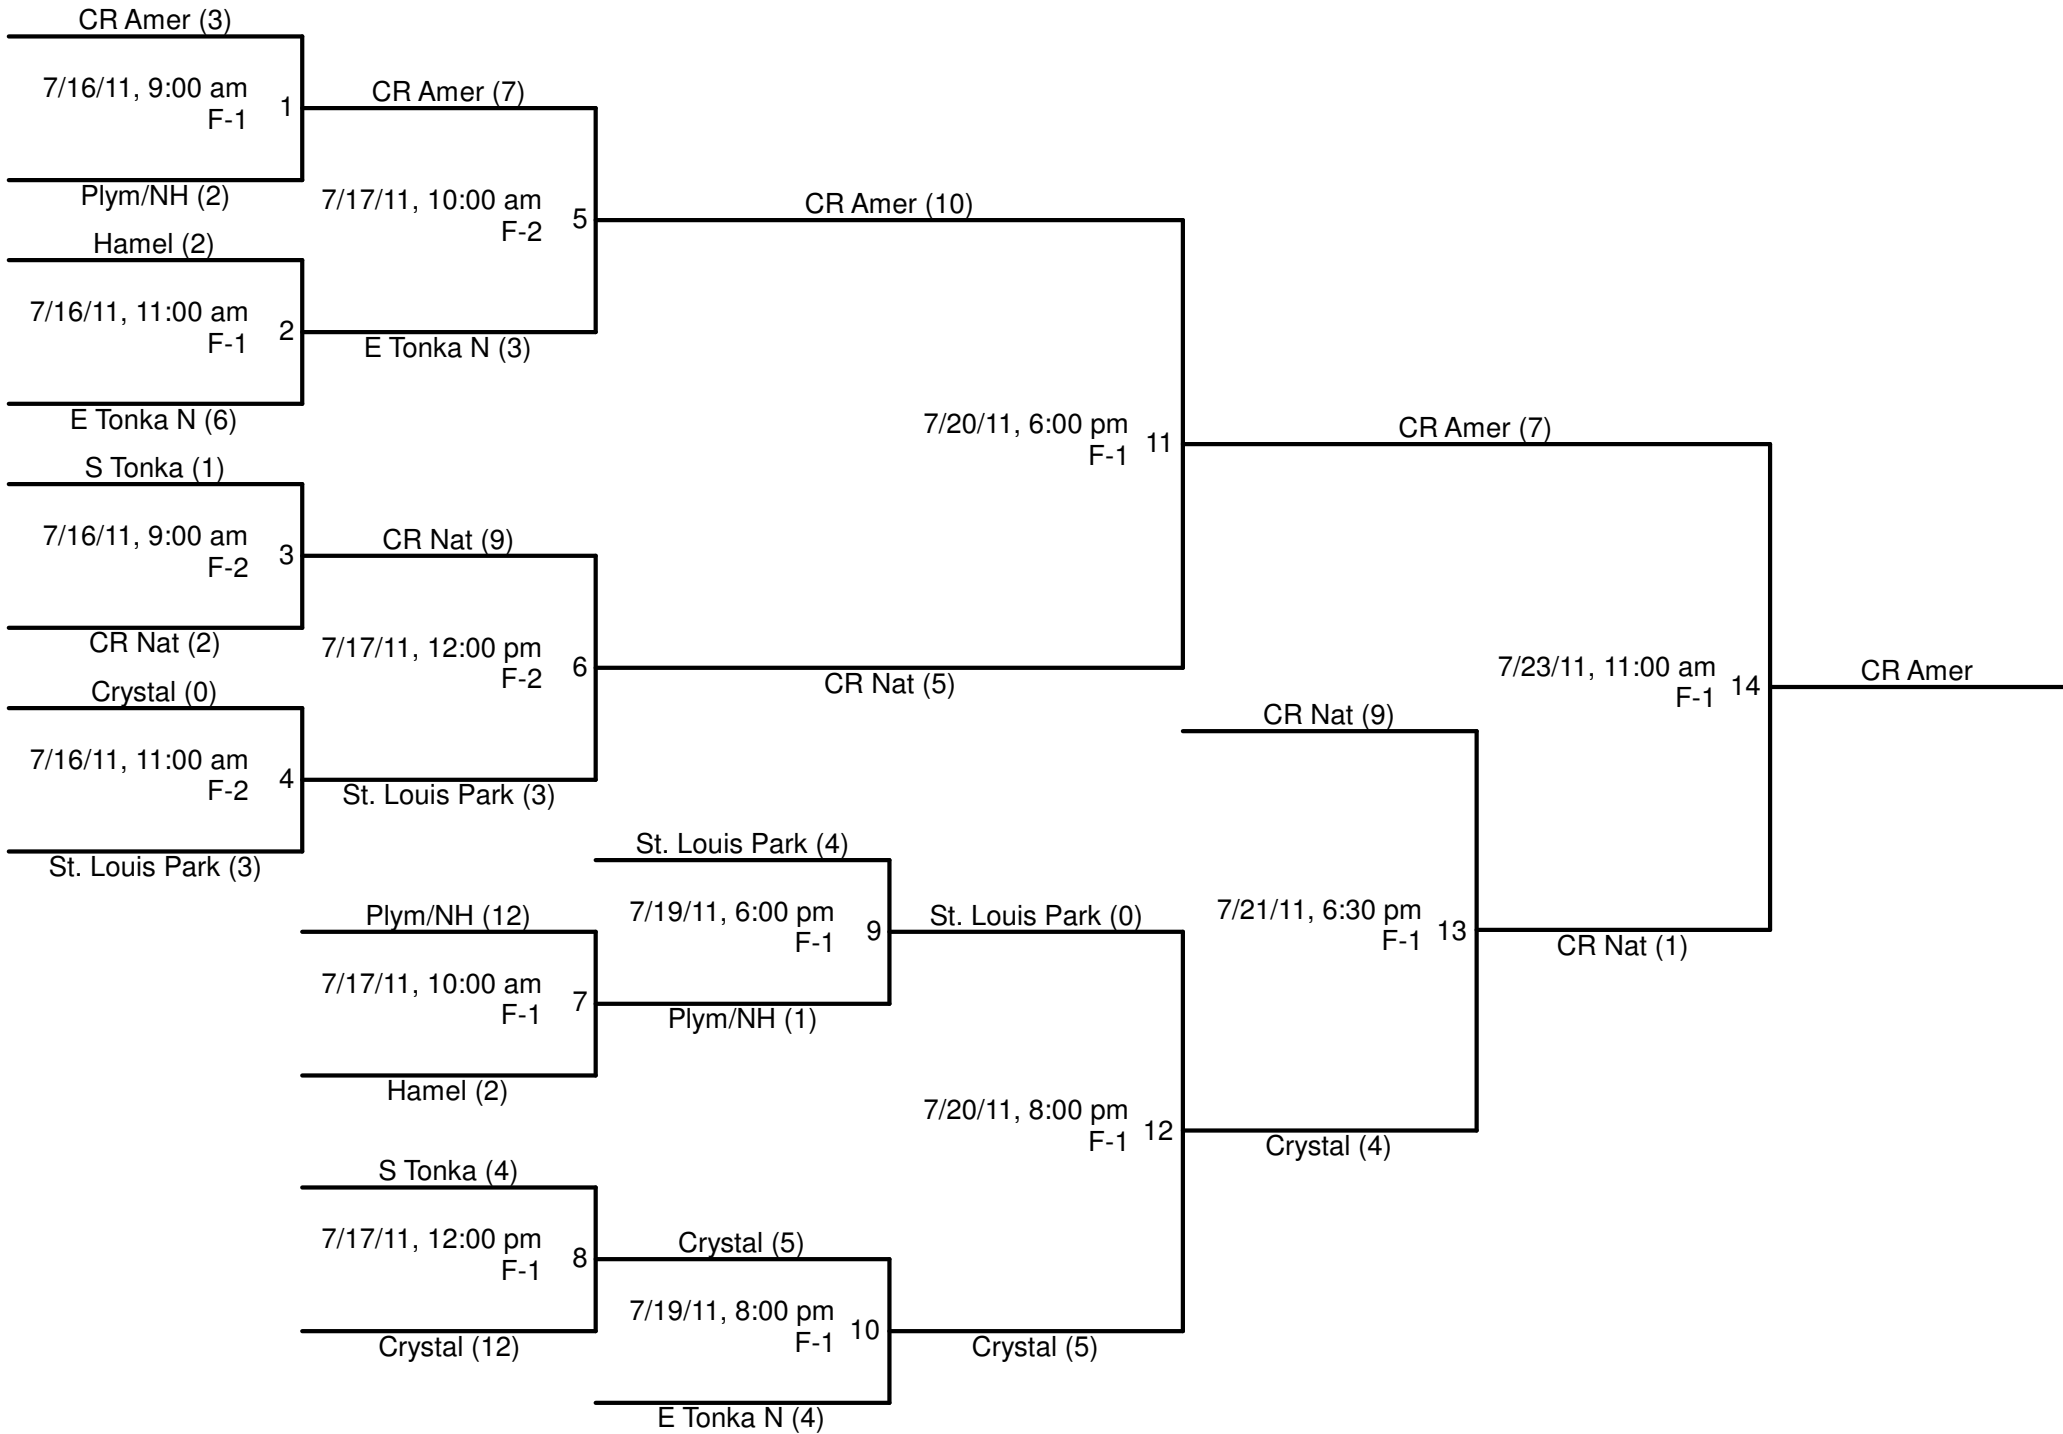 CR Amer (3)
7/16/11, 9:00 am
F-1
1
Plym/NH (2)
Hamel (2)
7/16/11, 11:00 am
F-1
2
E Tonka N (6)
S Tonka (1)
7/16/11, 9:00 am
F-2
3
CR Nat (2)
Crystal (0)
7/16/11, 11:00 am
F-2
4
St. Louis Park (3)
CR Amer (7)
7/17/11, 10:00 am
F-2
5
E Tonka N (3)
CR Nat (9)
7/17/11, 12:00 pm
F-2
6
St. Louis Park (3)
Plym/NH (12)
7/17/11, 10:00 am
F-1
7
Hamel (2)
S Tonka (4)
7/17/11, 12:00 pm
F-1
8
Crystal (12)
St. Louis Park (4)
7/19/11, 6:00 pm
F-1
9
Plym/NH (1)
Crystal (5)
7/19/11, 8:00 pm
F-1
10
E Tonka N (4)
CR Amer (10)
7/20/11, 6:00 pm
F-1
11
CR Nat (5)
St. Louis Park (0)
7/20/11, 8:00 pm
F-1
12
Crystal (5)
CR Nat (9)
7/21/11, 6:30 pm
F-1
13
Crystal (4)
CR Amer (7)
7/23/11, 11:00 am
F-1
14
CR Nat (1)
CR Amer